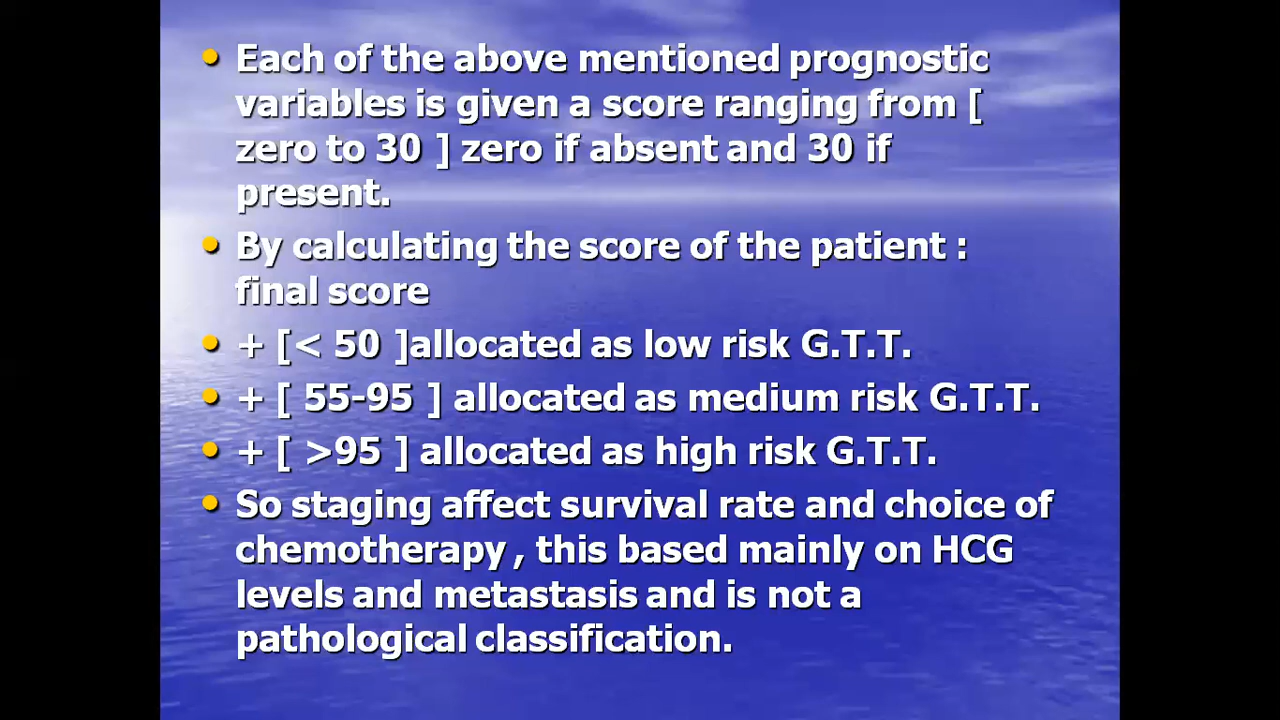 • Each of the above mentioned prognostic
variables is given a score ranging from [
zero to 30 ] zero if absent and 30 if
present.
• By calculating the score of the patient :
final score
• + [< 50 ]allocated as low risk G.T.T.
• + [ 55-95 ] allocated as medium risk G.T.T.
• + [ >95 ] allocated as high risk G.T.T.
• So staging affect survival rate and choice of
chemotherapy , this based mainly on HCG
levels and metastasis and is not a
pathological classification.